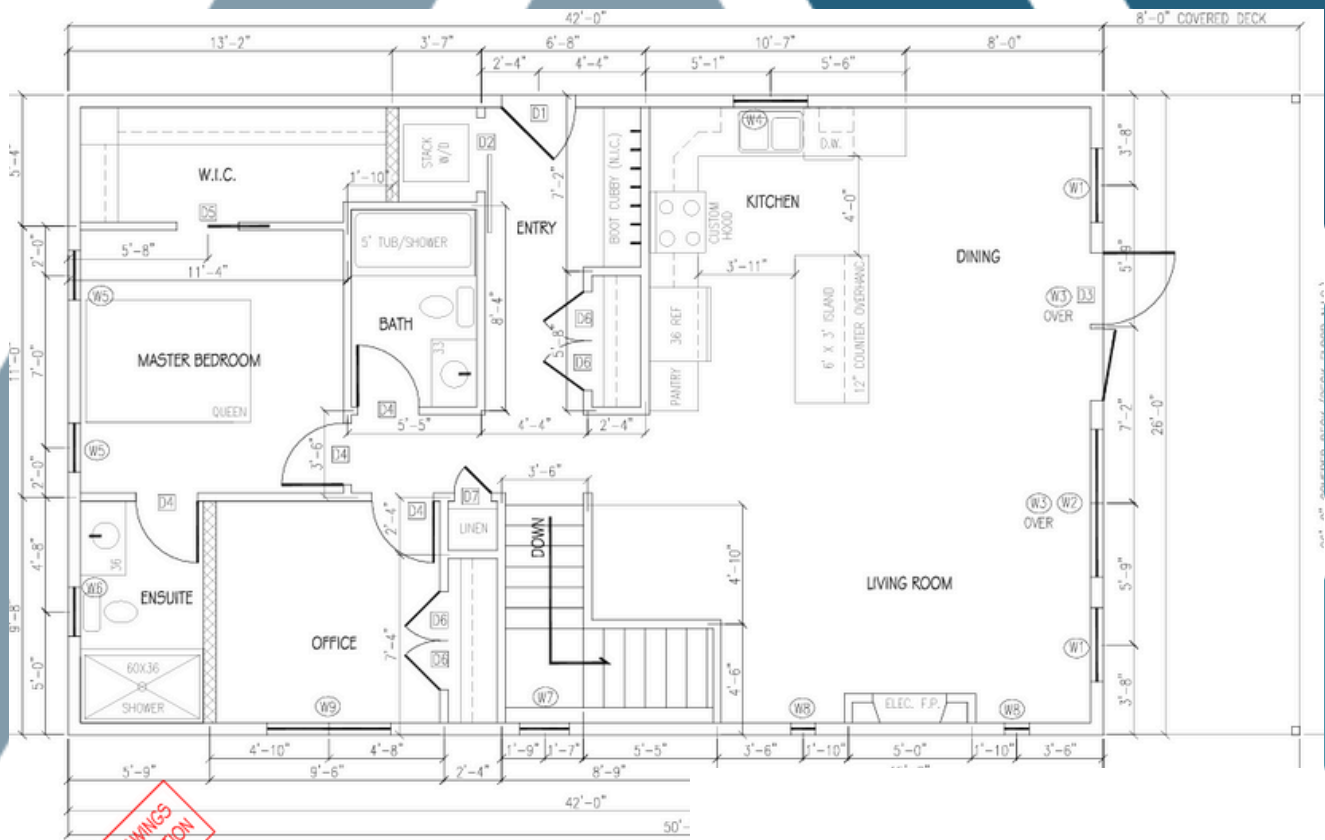 42'-0"
8'-0" COVERED DECK
13'-2"
3'-7"
6'-8"
10'-7"
8'-0"
2'-4"
4'-4"
5'-1"
5'-6"
D1
W4
D.W.
STACK
W/D
D2
BOOT CUBBY (N.I.C.)
3'-8"
5'-4
W.I.C.
1'-10"
7'-2"
KITCHEN
4'-0"
W1
D5
ENTRY
CUSTOM
HOOD
5'-8"
5' TUB/SHOWER
2'-0"
11'-4"
3'-11"
DINING
5'-9"
W5
BATH
8'-4"
D6
36 REF
6' X 3' ISLAND
12" COUNTER OVERHANG
W3 D3
OVER
MASTER BEDROOM
33
5'-8"
D6
11'-0
7'-0"
QUEEN
D4
PANTRY
7'-2"
26'-0"
5'-5"
4'-4"
2'-4"
W5
3'-6"
D4
2'-0"
3'-6"
D4
D7
D4
LINEN
DOWN
W3 W2
OVER
2'-4"
36
4'-8"
4'-10"
5'-9"
LIVING ROOM
W6
ENSUITE
9'-8
D6
OFFICE
7'-4"
D6
W1
5'-0"
60X36
SHOWER
4'-6"
3'-8"
W9
W7
W8
ELEC. F.P.
W8
4'-10"
4'-8"
1'-9"
1'-7"
5'-5"
3'-6"
1'-10"
5'-0"
1'-10"
3'-6"
5'-9"
9'-6"
2'-4"
8'-9"
42'-0"
50'-